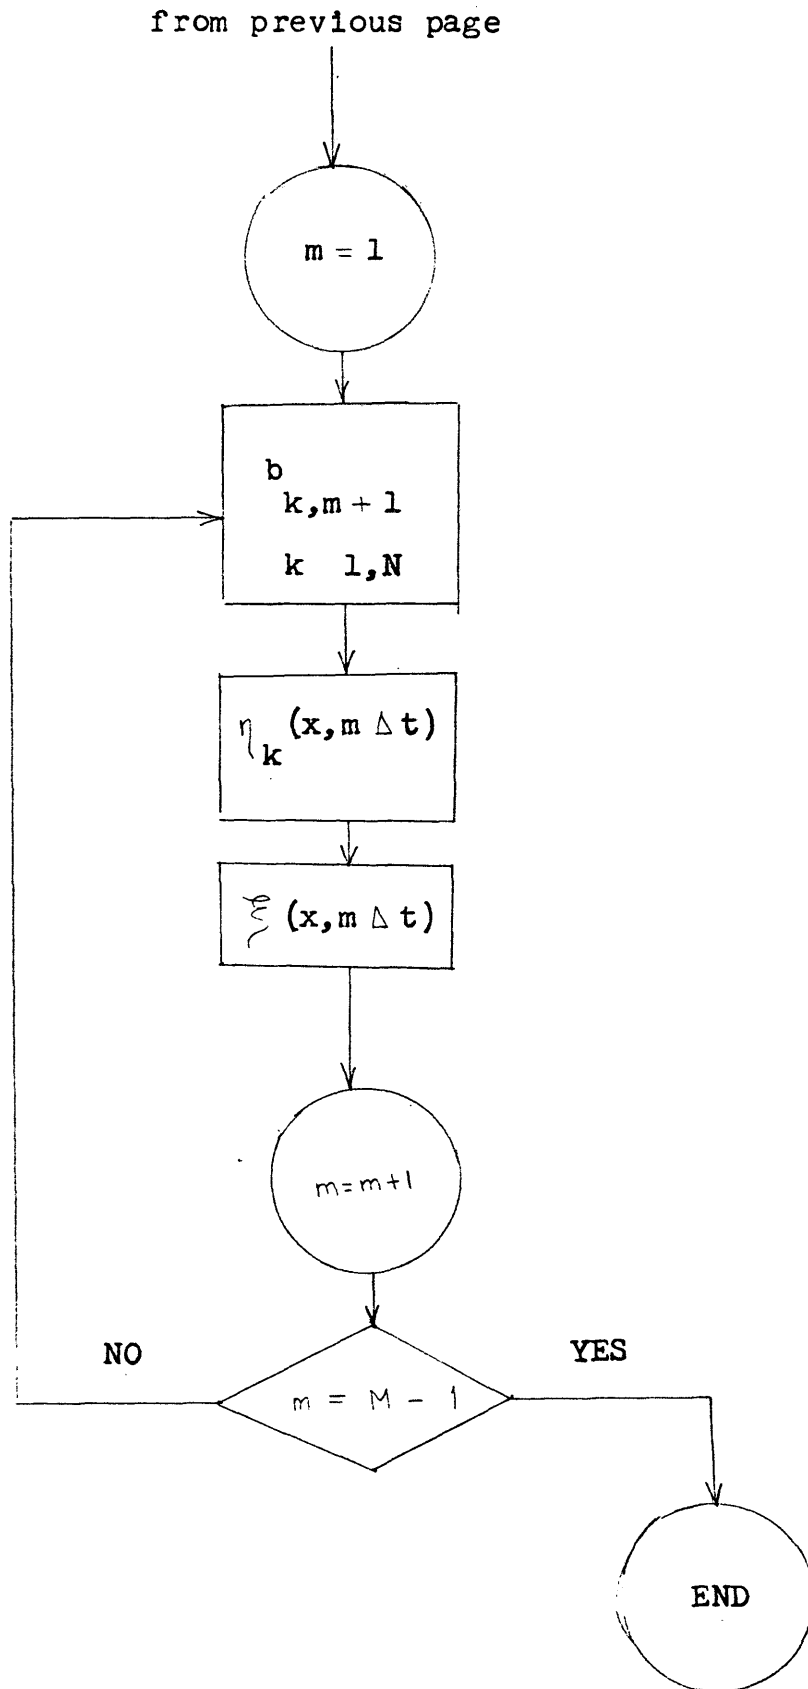 from previous page
m = 1
b
k,m + 1
k 1,N
η k (x,m Δ t)
ξ (x,m Δ t)
m=m+1
NO
YES
m = M - 1
END